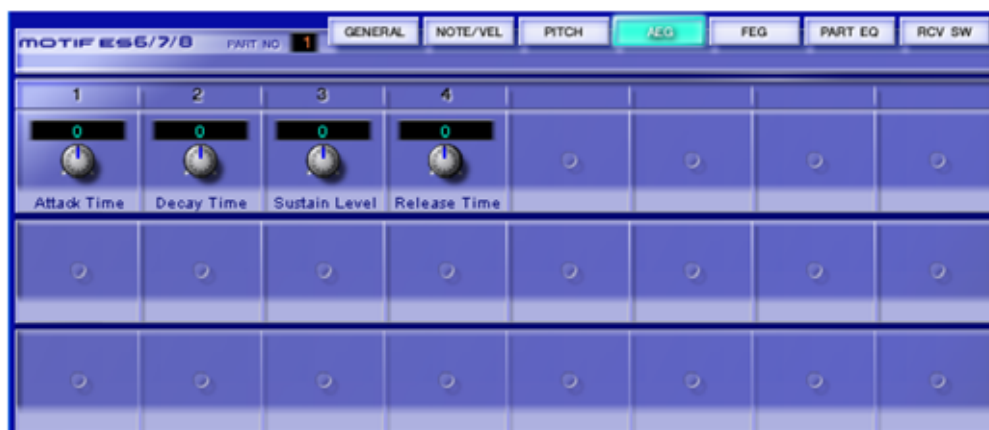 MOTIF ES6/7/8 PART NO 1 GENERAL NOTE/VEL PITCH AEG FEG PART EQ RCV SW
1 2 3 4
0 0 0 0
Attack Time Decay Time Sustain Level Release Time